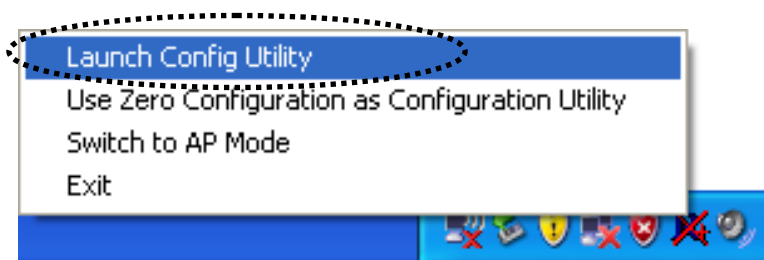 Launch Config Utility
Use Zero Configuration as Configuration Utility
Switch to AP Mode
Exit